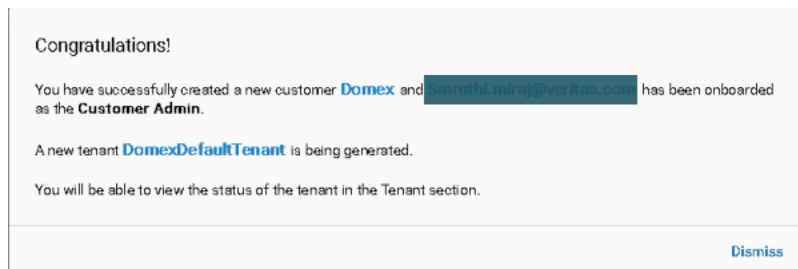 Congratulations!
You have successfully created a new customer Domex and has been onboarded
as the Customer Admin.
A new tenant DomexDefaultTenant is being generated.
You will be able to view the status of the tenant in the Tenant section.
Dismiss